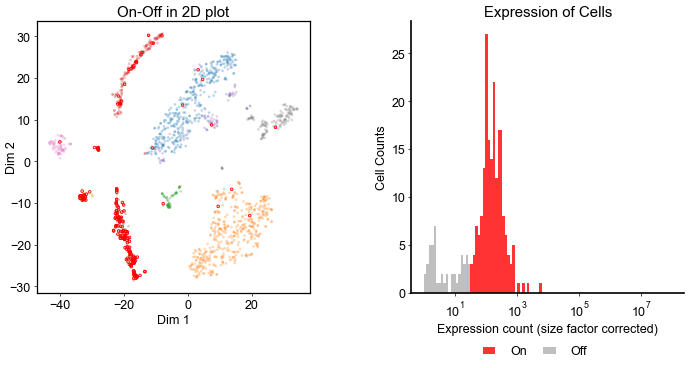 On-Off in 2D plot
Expression of Cells
30
20
10
0
−10
−20
−30
Dim 2
−40
−20
0
20
Dim 1
25
20
15
10
5
0
Cell Counts
10^1
10^3
10^5
10^7
Expression count (size factor corrected)
On
Off